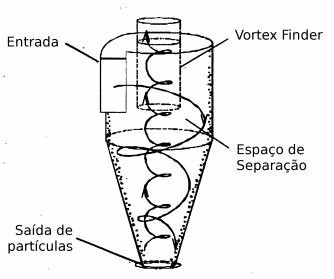 Entrada
Vortex Finder
Espaço de
Separação
Saída de
partículas